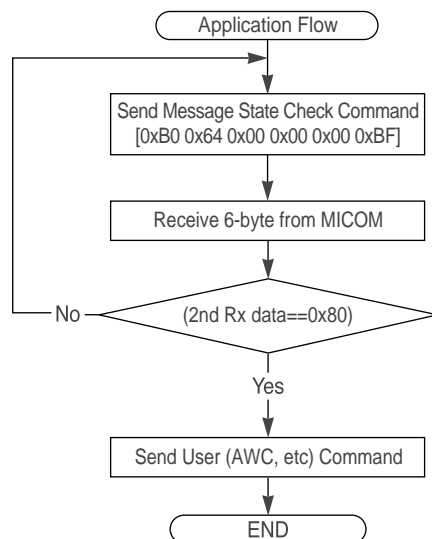 Application Flow
Send Message State Check Command
[0xB0 0x64 0x00 0x00 0x00 0xBF]
Receive 6-byte from MICOM
No
(2nd Rx data==0x80)
Yes
Send User (AWC, etc) Command
END